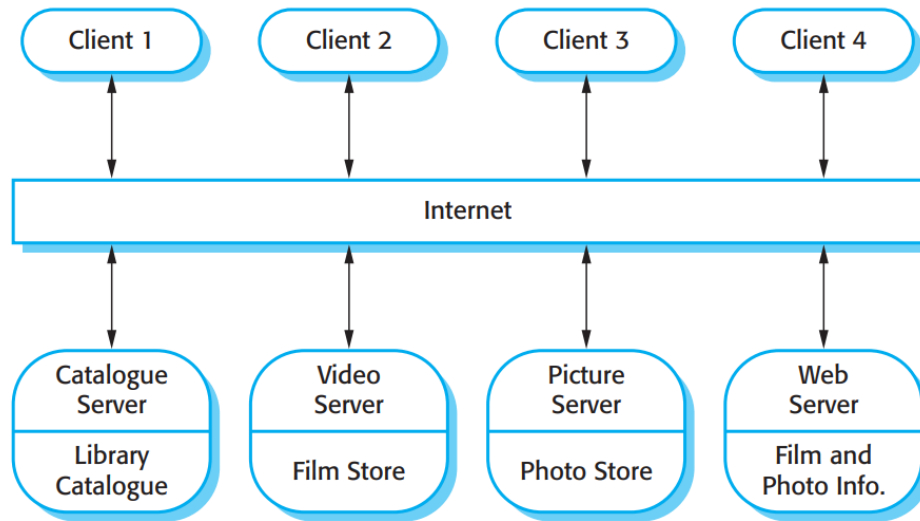 Client 1
Client 2
Client 3
Client 4
Internet
Catalogue
Server
Library
Catalogue
Video
Server
Film Store
Picture
Server
Photo Store
Web
Server
Film and
Photo Info.